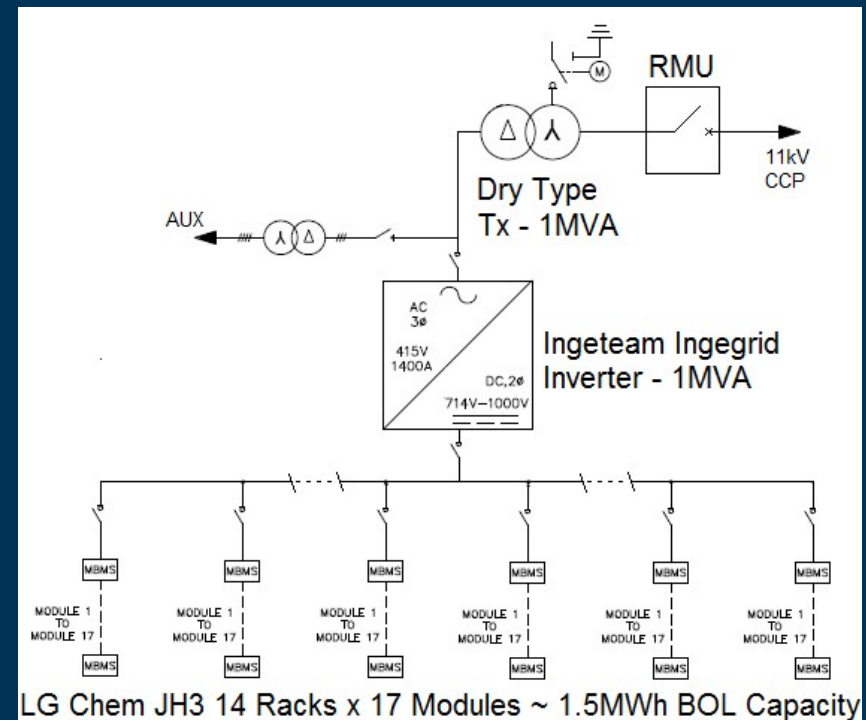 M
RMU
11kV
CCP
Dry Type
Tx - 1MVA
AUX
AC
3ø
415V
1400A
DC,2ø
714V-1000V
Ingeteam Ingegrid
Inverter - 1MVA
MBMS MBMS MBMS MBMS MBMS MBMS
MODULE 1 MODULE 1 MODULE 1 MODULE 1 MODULE 1 MODULE 1
TO TO TO TO TO TO
MODULE 17 MODULE 17 MODULE 17 MODULE 17 MODULE 17 MODULE 17
MBMS MBMS MBMS MBMS MBMS MBMS
LG Chem JH3 14 Racks x 17 Modules ~ 1.5MWh BOL Capacity